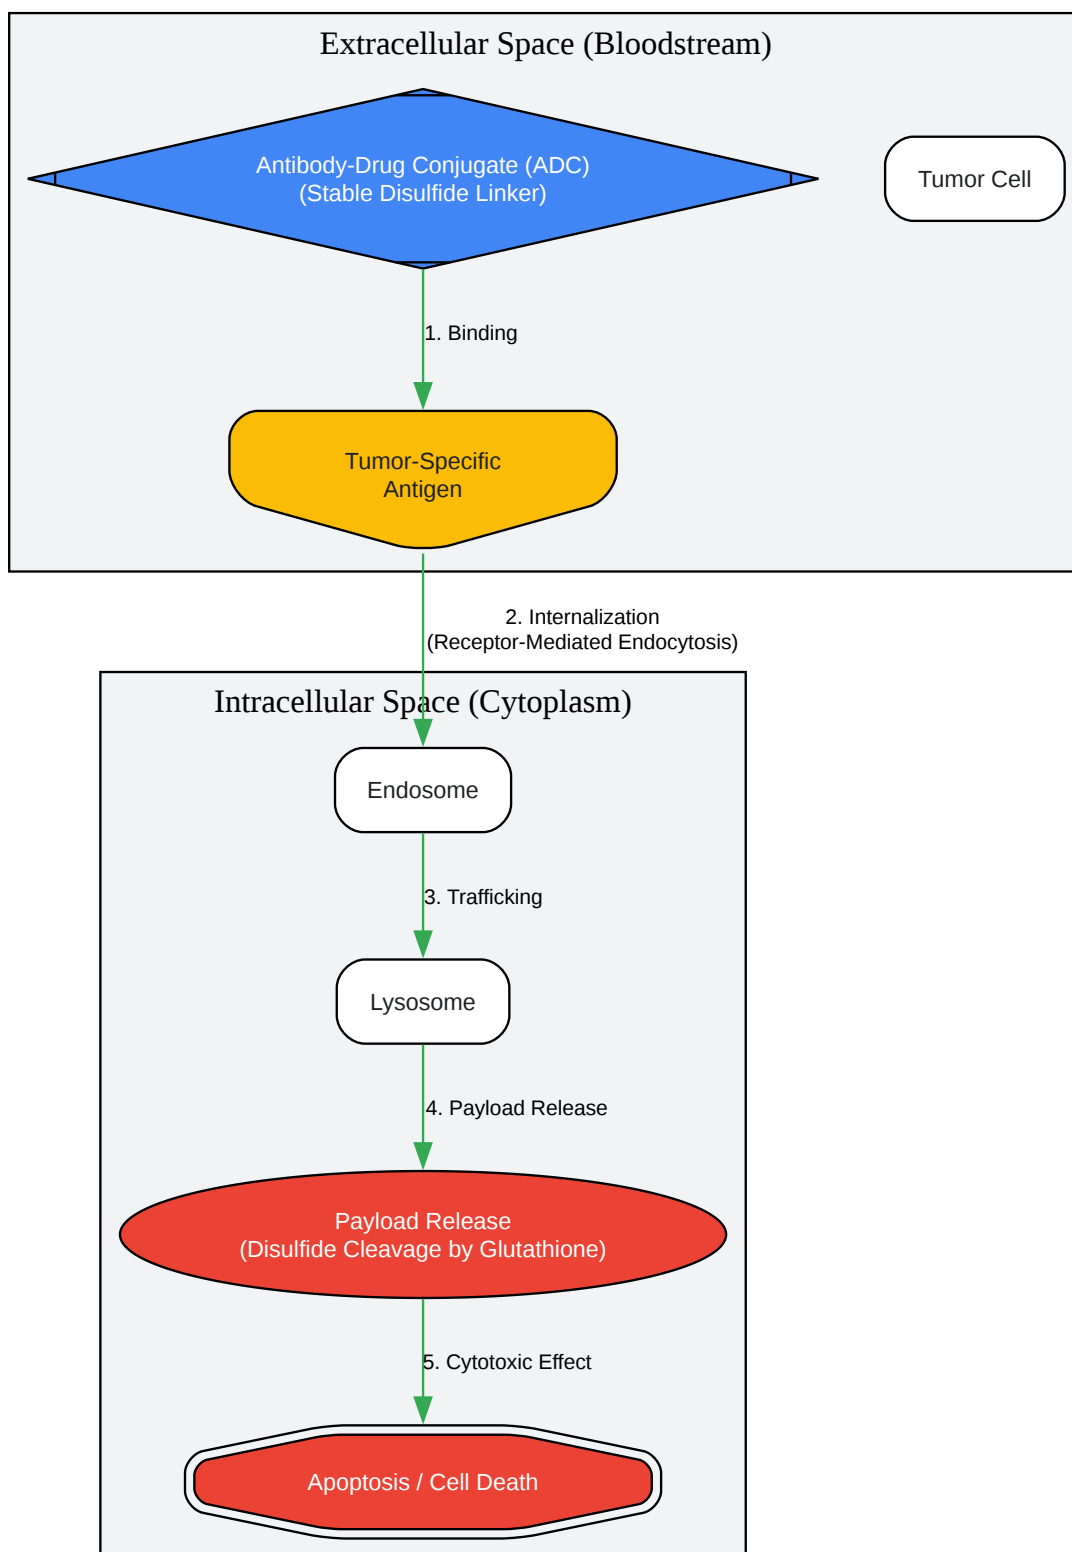 Extracellular Space (Bloodstream)
Antibody-Drug Conjugate (ADC)
(Stable Disulfide Linker)
Tumor Cell
1. Binding
Tumor-Specific
Antigen
2. Internalization
(Receptor-Mediated Endocytosis)
Intracellular Space (Cytoplasm)
Endosome
3. Trafficking
Lysosome
4. Payload Release
Payload Release
(Disulfide Cleavage by Glutathione)
5. Cytotoxic Effect
Apoptosis / Cell Death